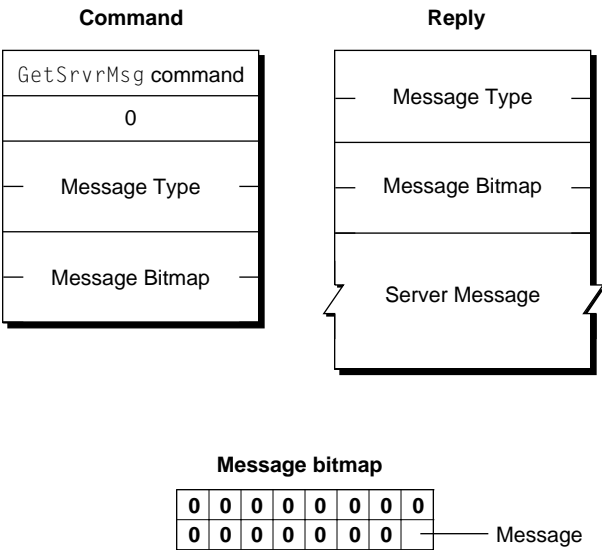 Command
GetSrvrMsg command
0
Message Type
Message Bitmap
Reply
Message Type
Message Bitmap
Server Message
Message bitmap
0 0 0 0 0 0 0 0
0 0 0 0 0 0 0 Message